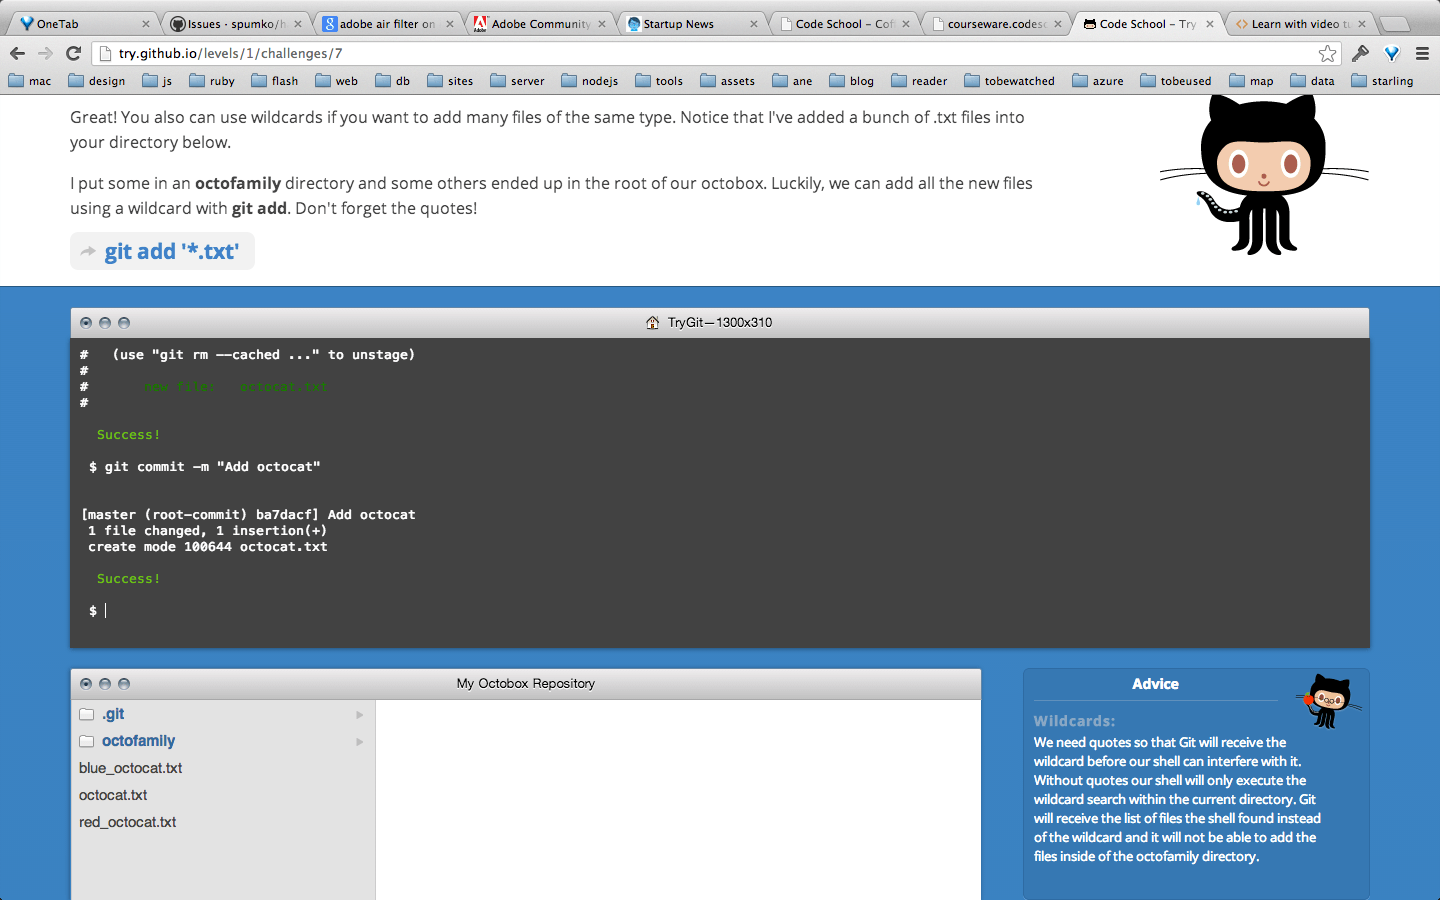 OneTab
Issues · spumko/h
adobe air filter on
Adobe Community
Startup News
Code School - Cof
courseware.codes
Code School - Try
Learn with video tu
try.github.io/levels/1/challenges/7
mac design js ruby flash web db sites server nodejs tools assets ane blog reader tobewatched azure tobeused map data starling
Great! You also can use wildcards if you want to add many files of the same type. Notice that I've added a bunch of .txt files into
your directory below.
I put some in an octofamily directory and some others ended up in the root of our octobox. Luckily, we can add all the new files
using a wildcard with git add. Don't forget the quotes!
git add '*.txt'
TryGit—1300x310
# (use "git rm --cached ..." to unstage)
#
# new file: octocat.txt
#
Success!
$ git commit -m "Add octocat"
[master (root-commit) ba7dacf] Add octocat
1 file changed, 1 insertion(+)
create mode 100644 octocat.txt
Success!
$
My Octobox Repository
.git
octofamily
blue_octocat.txt
octocat.txt
red_octocat.txt
Advice
Wildcards:
We need quotes so that Git will receive the
wildcard before our shell can interfere with it.
Without quotes our shell will only execute the
wildcard search within the current directory. Git
will receive the list of files the shell found instead
of the wildcard and it will not be able to add the
files inside of the octofamily directory.